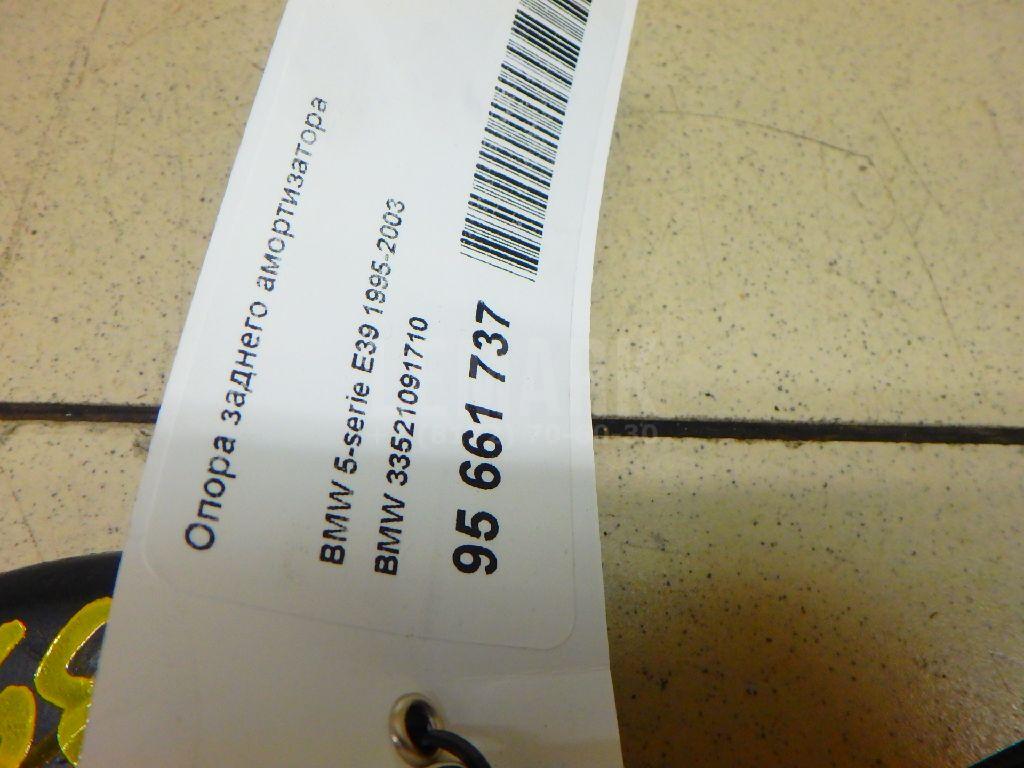 Опора заднего амортизатора
BMW 5-serie E39 1995-2003
BMW 33521091710
95 661 737